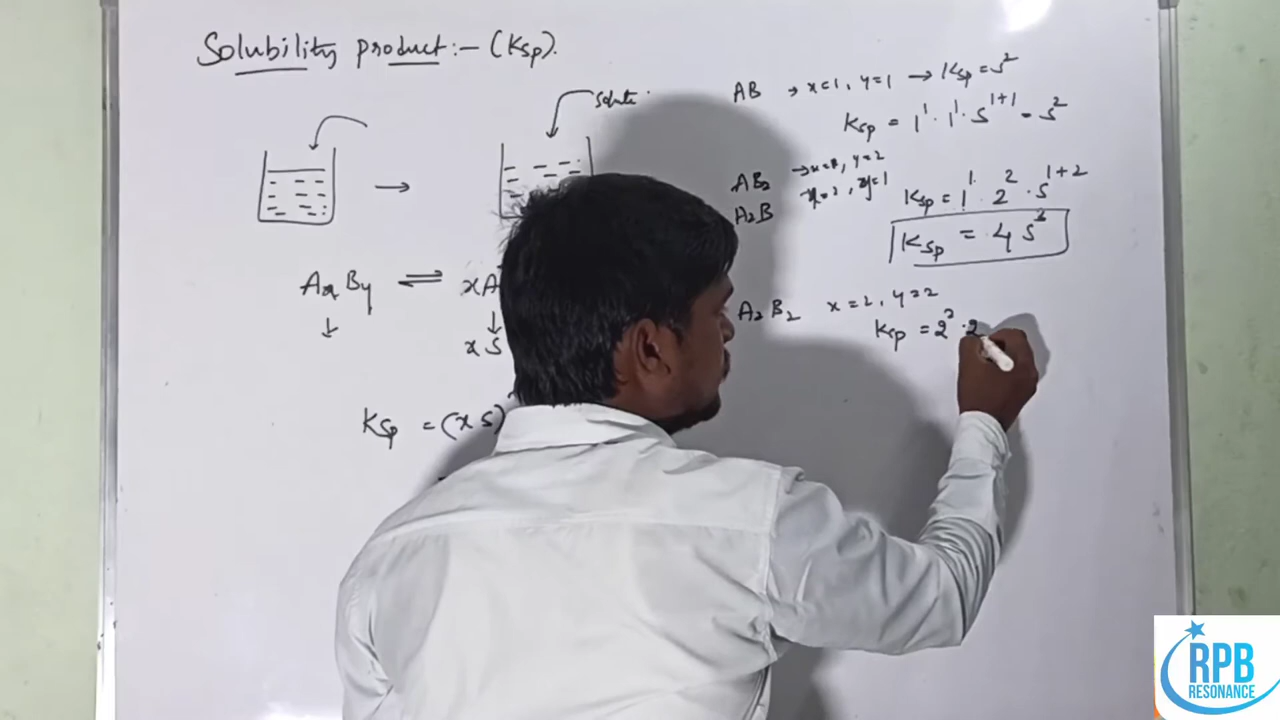 Solubility product :- (Ksp).
solute.
AxBy ⇌ xA
↓ ↓
xS
Ksp = (xS)
AB → x=1, y=1 → Ksp = s²
Ksp = 1¹ · 1¹ · s¹⁺¹ = s²
AB₂ → x=1, y=2
A₂B x=2, y=1
Ksp = 1¹ · 2² · s¹⁺²
Ksp = 4s³
A₂B₂ x=2, y=2
Ksp = 2² · 2
RPB
RESONANCE